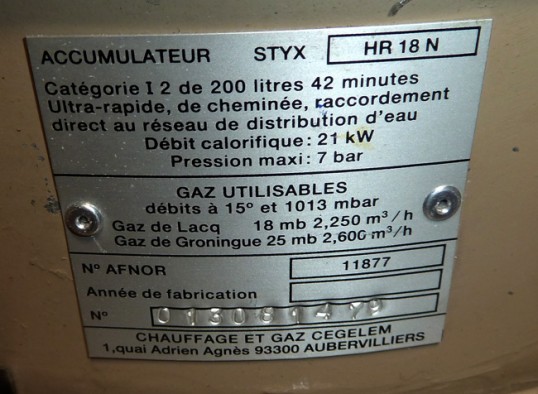 ACCUMULATEUR STYX HR 18 N
Catégorie I 2 de 200 litres 42 minutes
Ultra-rapide, de cheminée, raccordement
direct au réseau de distribution d'eau
Débit calorifique: 21 kW
Pression maxi: 7 bar
GAZ UTILISABLES
débits à 15° et 1013 mbar
Gaz de Lacq 18 mb 2,250 m³/h
Gaz de Groningue 25 mb 2,600 m³/h
N° AFNOR 11877
Année de fabrication
N° 013081479
CHAUFFAGE ET GAZ CEGELEM
1,quai Adrien Agnès 93300 AUBERVILLIERS